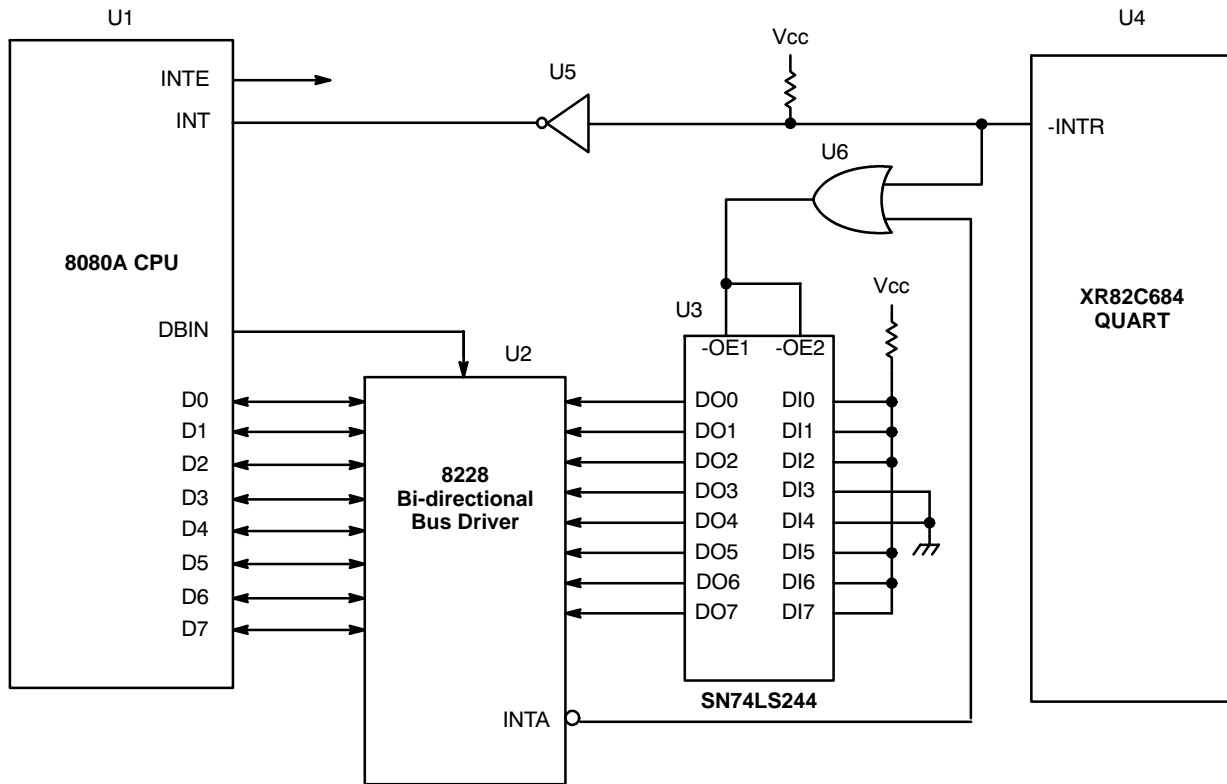 U1
U4
Vcc
INTE
U5
INT
-INTR
U6
8080A CPU
Vcc
XR82C684
QUART
DBIN
U3
U2
-OE1 -OE2
D0
DO0 DI0
D1
DO1 DI1
D2
DO2 DI2
8228
Bi-directional
Bus Driver
D3
DO3 DI3
D4
DO4 DI4
D5
DO5 DI5
D6
DO6 DI6
D7
DO7 DI7
SN74LS244
INTA